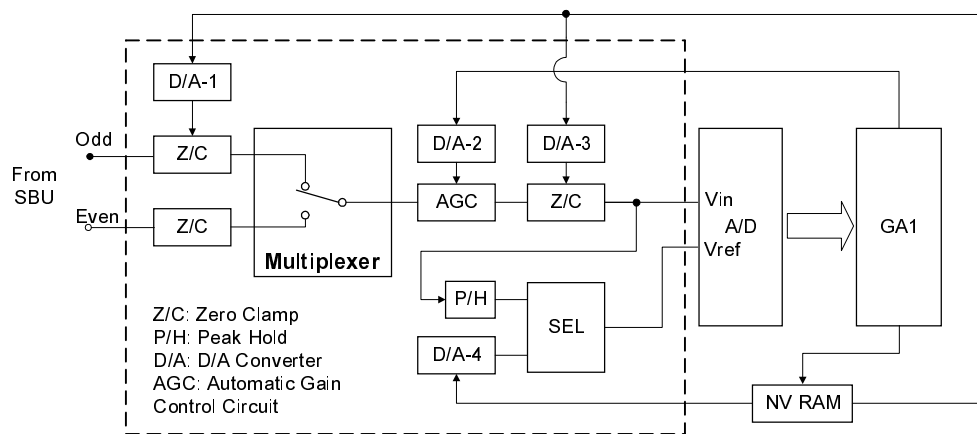 D/A-1
Odd
Z/C
From
SBU
Even
Z/C
Multiplexer
D/A-2
D/A-3
AGC
Z/C
Vin
A/D
Vref
GA1
P/H
SEL
D/A-4
NV RAM
Z/C: Zero Clamp
P/H: Peak Hold
D/A: D/A Converter
AGC: Automatic Gain
Control Circuit